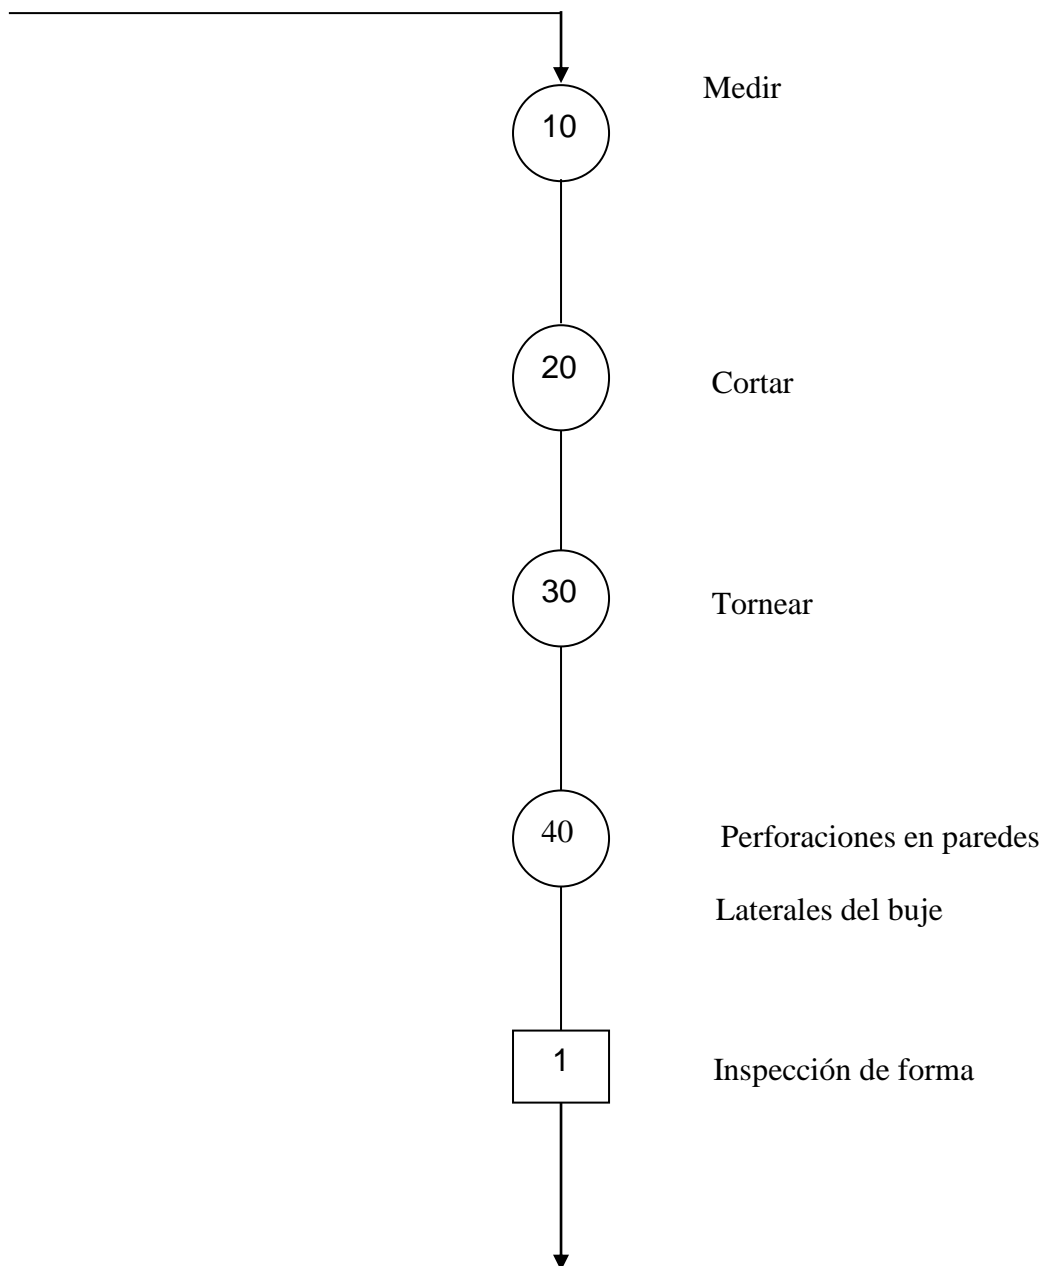 Medir
10
20
Cortar
30
Tornear
40
Perforaciones en paredes
Laterales del buje
1
Inspección de forma